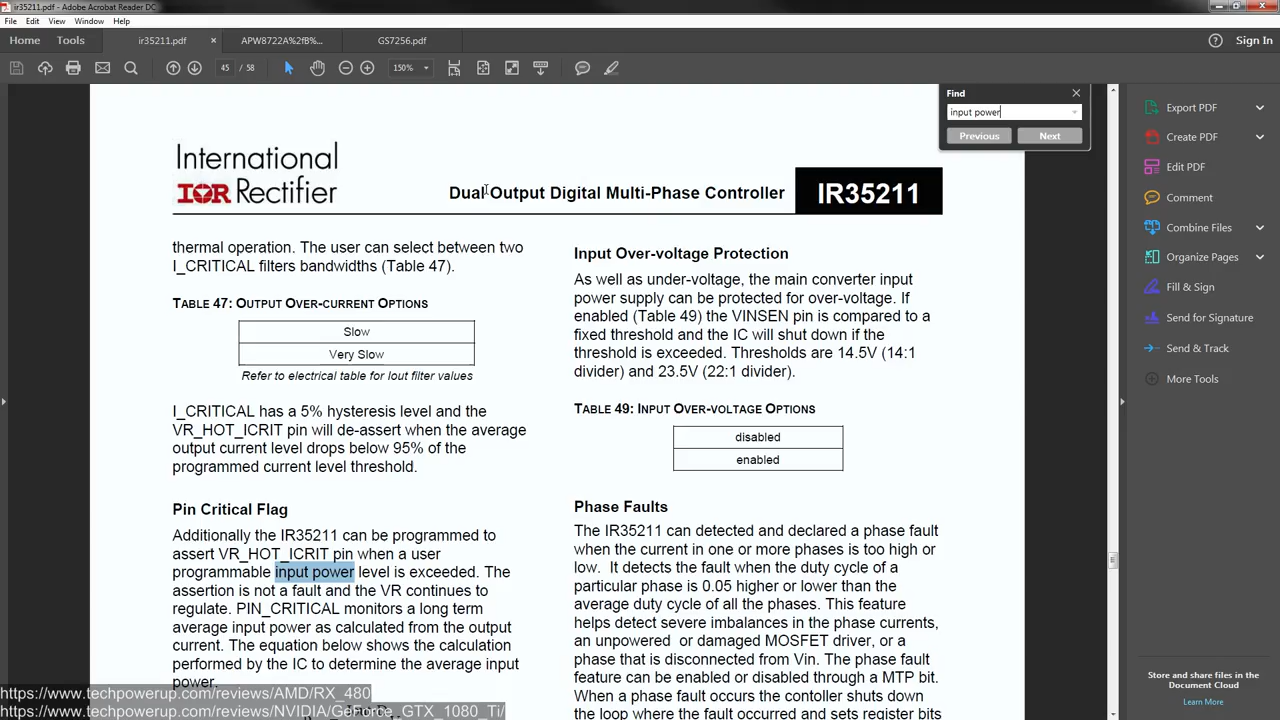 ir35211.pdf - Adobe Acrobat Reader DC
File Edit View Window Help
Home Tools ir35211.pdf × APW8722A%2fB%... GS7256.pdf Sign In
45 / 58 150%
Find
input power
Previous Next
Export PDF
Create PDF
Edit PDF
Comment
Combine Files
Organize Pages
Fill & Sign
Send for Signature
Send & Track
More Tools
Store and share files in the
Document Cloud
Learn More
International
IOR Rectifier
Dual Output Digital Multi-Phase Controller
IR35211
thermal operation. The user can select between two
I_CRITICAL filters bandwidths (Table 47).
TABLE 47: OUTPUT OVER-CURRENT OPTIONS
Slow
Very Slow
Refer to electrical table for Iout filter values
I_CRITICAL has a 5% hysteresis level and the
VR_HOT_ICRIT pin will de-assert when the average
output current level drops below 95% of the
programmed current level threshold.
Pin Critical Flag
Additionally the IR35211 can be programmed to
assert VR_HOT_ICRIT pin when a user
programmable input power level is exceeded. The
assertion is not a fault and the VR continues to
regulate. PIN_CRITICAL monitors a long term
average input power as calculated from the output
current. The equation below shows the calculation
performed by the IC to determine the average input
power.
Input Over-voltage Protection
As well as under-voltage, the main converter input
power supply can be protected for over-voltage. If
enabled (Table 49) the VINSEN pin is compared to a
fixed threshold and the IC will shut down if the
threshold is exceeded. Thresholds are 14.5V (14:1
divider) and 23.5V (22:1 divider).
TABLE 49: INPUT OVER-VOLTAGE OPTIONS
disabled
enabled
Phase Faults
The IR35211 can detected and declared a phase fault
when the current in one or more phases is too high or
low. It detects the fault when the duty cycle of a
particular phase is 0.05 higher or lower than the
average duty cycle of all the phases. This feature
helps detect severe imbalances in the phase currents,
an unpowered or damaged MOSFET driver, or a
phase that is disconnected from Vin. The phase fault
feature can be enabled or disabled through a MTP bit.
When a phase fault occurs the contoller shuts down
the loop where the fault occurred and sets register bits
https://www.techpowerup.com/reviews/AMD/RX_480
https://www.techpowerup.com/reviews/NVIDIA/GeForce_GTX_1080_Ti/